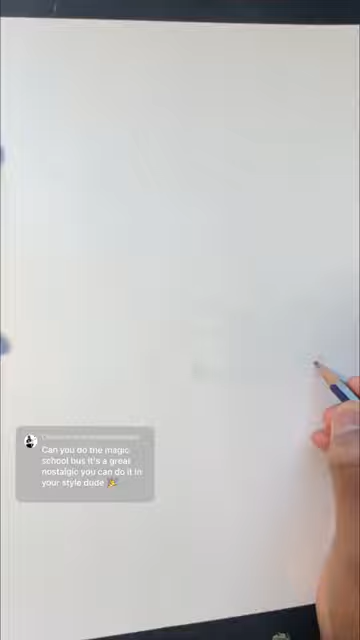 Can you do the magic
school bus it's a great
nostalgic you can do it in
your style dude 🎉